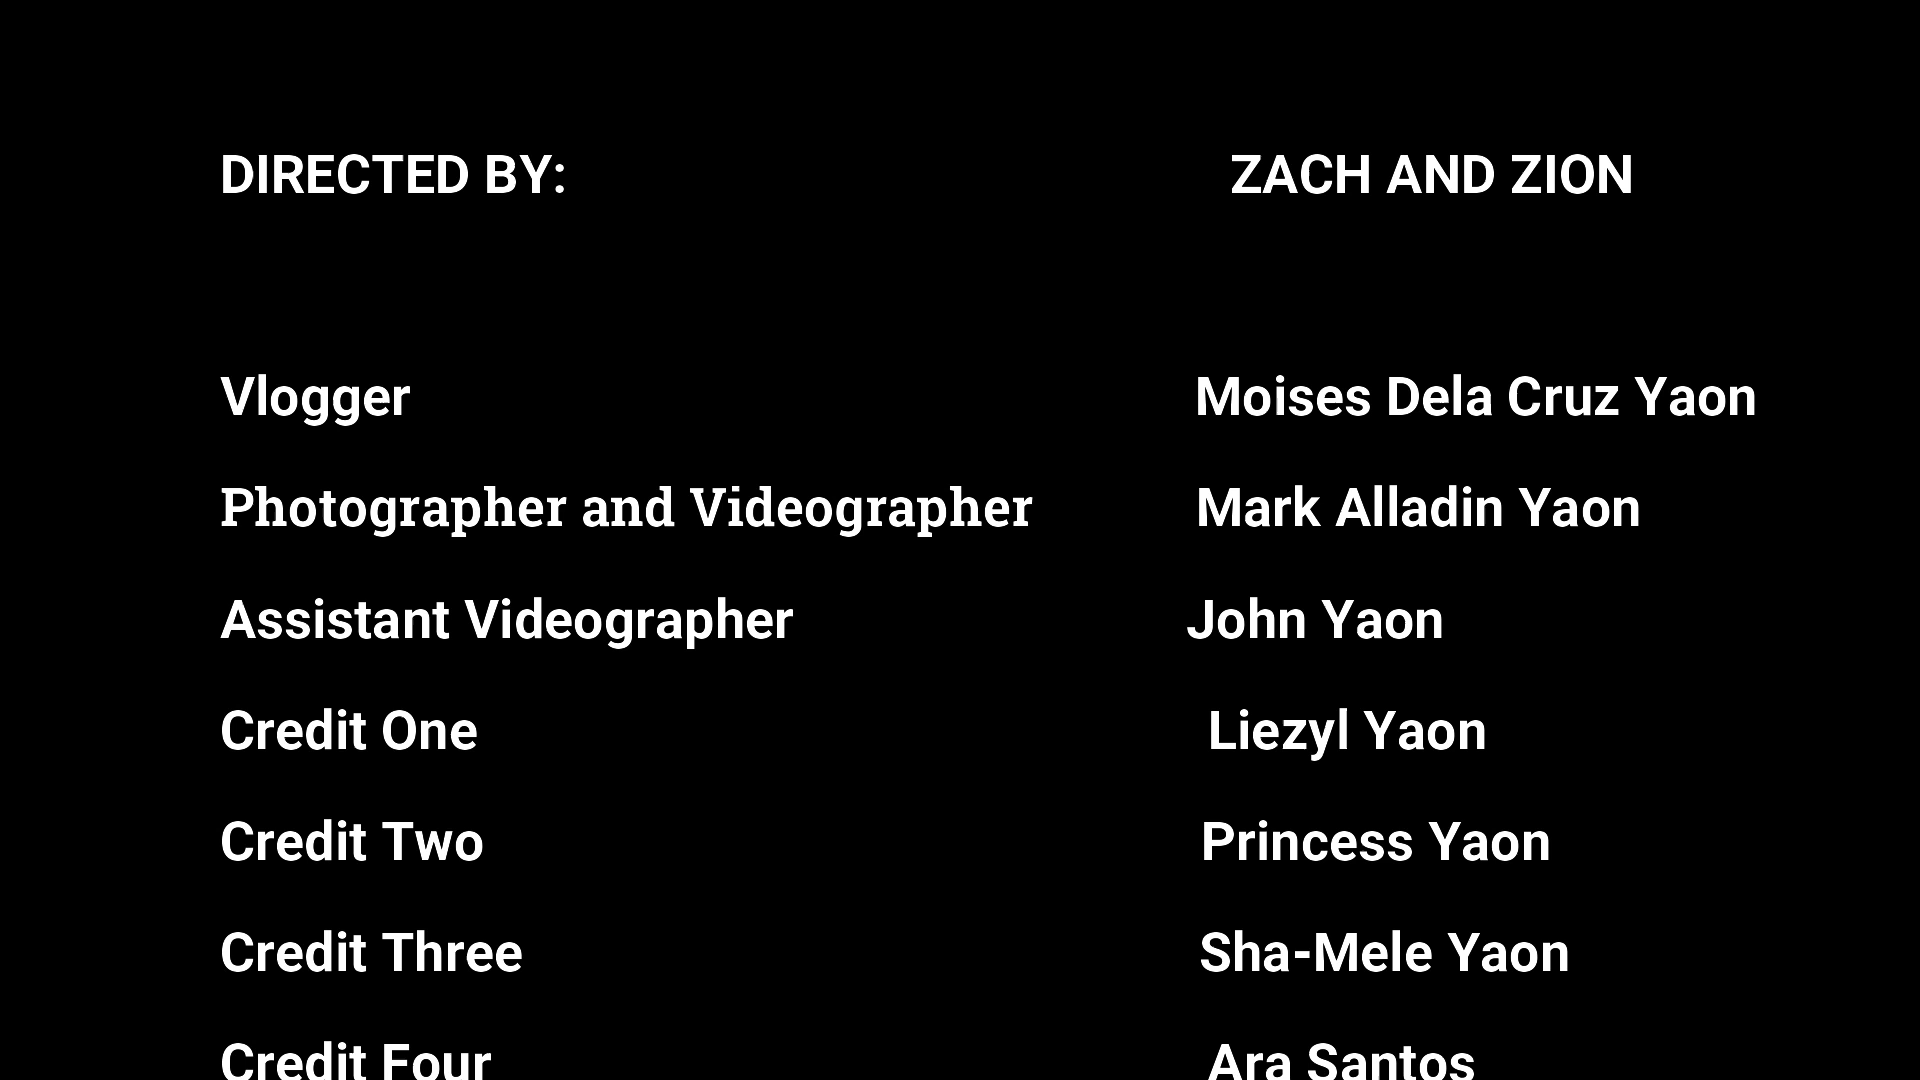 DIRECTED BY: ZACH AND ZION
Vlogger Moises Dela Cruz Yaon
Photographer and Videographer Mark Alladin Yaon
Assistant Videographer John Yaon
Credit One Liezyl Yaon
Credit Two Princess Yaon
Credit Three Sha-Mele Yaon
Credit Four Ara Santos